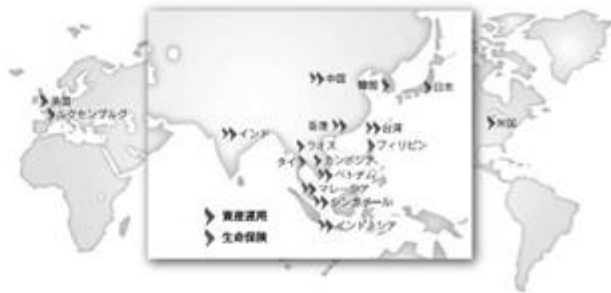 英国
ルクセンブルグ
中国
韓国
日本
香港
台湾
米国
インド
ラオス
フィリピン
タイ
カンボジア
ベトナム
マレーシア
シンガポール
インドネシア
資産運用
生命保険